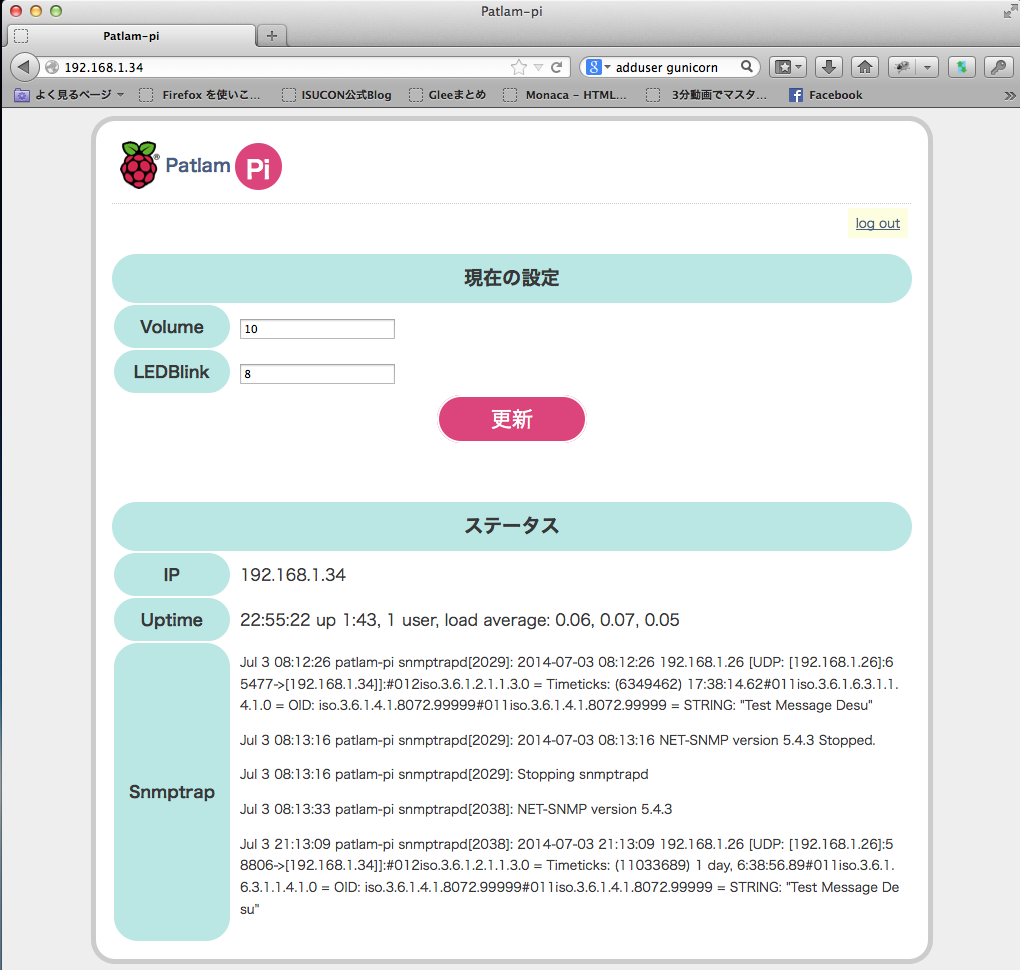 Patlam-pi
Patlam-pi
192.168.1.34
adduser gunicorn
よく見るページ
Firefox を使いこ...
ISUCON公式Blog
Gleeまとめ
Monaca - HTML...
3分動画でマスタ...
Facebook
Patlam Pi
log out
現在の設定
Volume 10
LEDBlink 8
更新
ステータス
IP 192.168.1.34
Uptime 22:55:22 up 1:43, 1 user, load average: 0.06, 0.07, 0.05
Snmptrap
Jul 3 08:12:26 patlam-pi snmptrapd[2029]: 2014-07-03 08:12:26 192.168.1.26 [UDP: [192.168.1.26]:6
5477->[192.168.1.34]]:#012iso.3.6.1.2.1.1.3.0 = Timeticks: (6349462) 17:38:14.62#011iso.3.6.1.6.3.1.1.
4.1.0 = OID: iso.3.6.1.4.1.8072.99999#011iso.3.6.1.4.1.8072.99999 = STRING: "Test Message Desu"
Jul 3 08:13:16 patlam-pi snmptrapd[2029]: 2014-07-03 08:13:16 NET-SNMP version 5.4.3 Stopped.
Jul 3 08:13:16 patlam-pi snmptrapd[2029]: Stopping snmptrapd
Jul 3 08:13:33 patlam-pi snmptrapd[2038]: NET-SNMP version 5.4.3
Jul 3 21:13:09 patlam-pi snmptrapd[2038]: 2014-07-03 21:13:09 192.168.1.26 [UDP: [192.168.1.26]:5
8806->[192.168.1.34]]:#012iso.3.6.1.2.1.1.3.0 = Timeticks: (11033689) 1 day, 6:38:56.89#011iso.3.6.1.
6.3.1.1.4.1.0 = OID: iso.3.6.1.4.1.8072.99999#011iso.3.6.1.4.1.8072.99999 = STRING: "Test Message De
su"